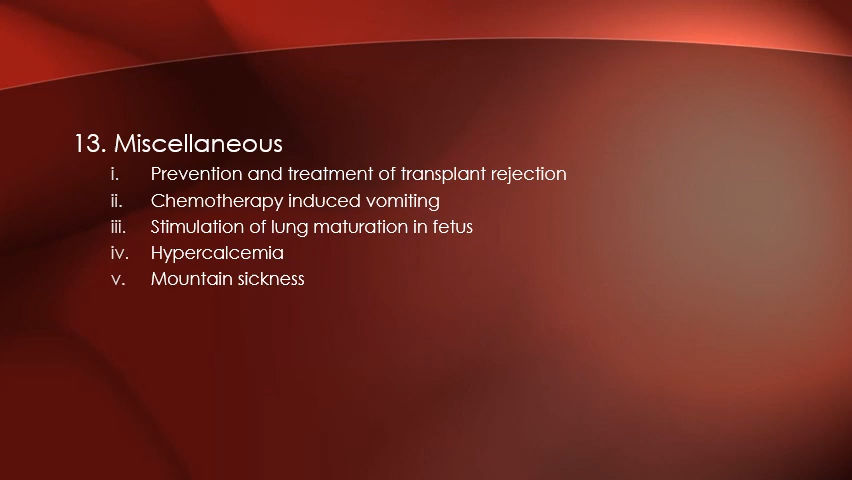 13. Miscellaneous
i. Prevention and treatment of transplant rejection
ii. Chemotherapy induced vomiting
iii. Stimulation of lung maturation in fetus
iv. Hypercalcemia
v. Mountain sickness